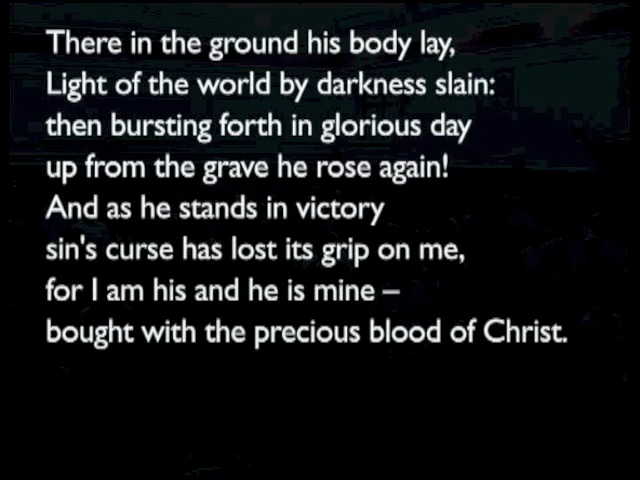 There in the ground his body lay,
Light of the world by darkness slain:
then bursting forth in glorious day
up from the grave he rose again!
And as he stands in victory
sin's curse has lost its grip on me,
for I am his and he is mine –
bought with the precious blood of Christ.